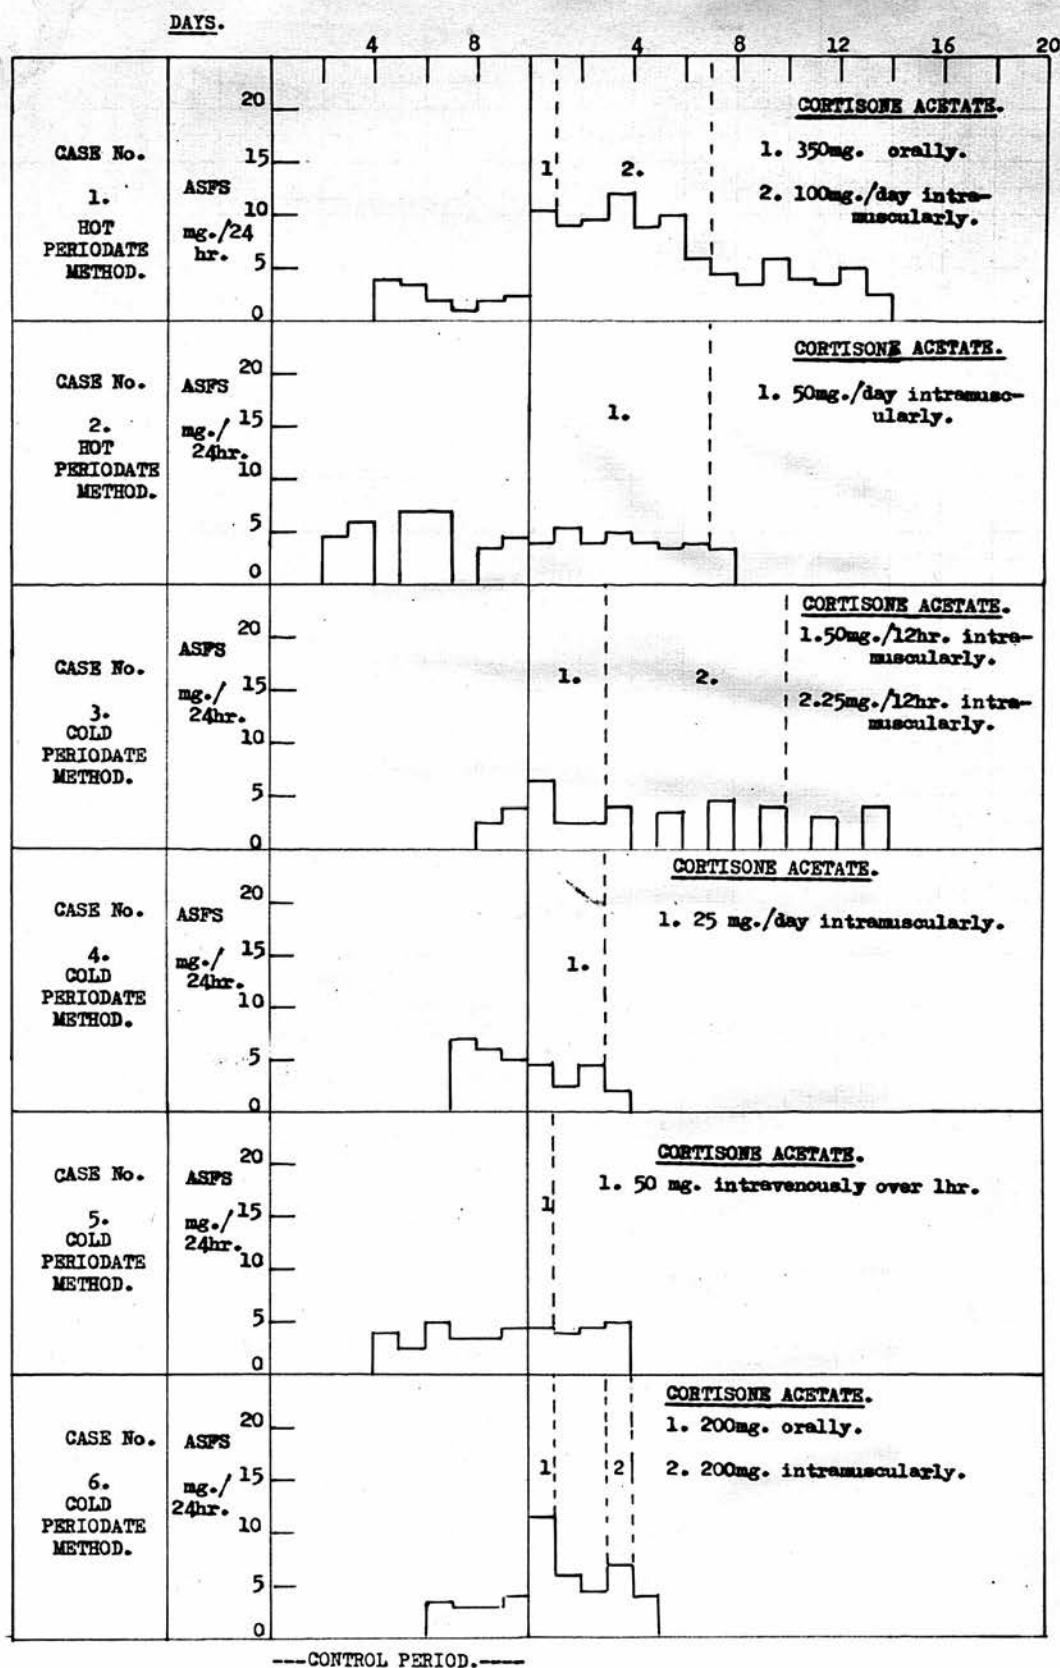 DAYS.
4 8 4 8 12 16 20
CASE No.
1.
HOT
PERIODATE
METHOD.
ASFS
mg./24
hr.
20
15
10
5
0
1 2.
CORTISONE ACETATE.
1. 350mg. orally.
2. 100mg./day intra-
muscularly.
CASE No.
2.
HOT
PERIODATE
METHOD.
ASFS
mg./
24hr.
20
15
10
5
0
1.
CORTISONE ACETATE.
1. 50mg./day intramusc-
ularly.
CASE No.
3.
COLD
PERIODATE
METHOD.
ASFS
mg./
24hr.
20
15
10
5
0
1. 2.
CORTISONE ACETATE.
1.50mg./12hr. intra-
muscularly.
2.25mg./12hr. intra-
muscularly.
CASE No.
4.
COLD
PERIODATE
METHOD.
ASFS
mg./
24hr.
20
15
10
5
0
1.
CORTISONE ACETATE.
1. 25 mg./day intramuscularly.
CASE No.
5.
COLD
PERIODATE
METHOD.
ASFS
mg./
24hr.
20
15
10
5
0
1
CORTISONE ACETATE.
1. 50 mg. intravenously over 1hr.
CASE No.
6.
COLD
PERIODATE
METHOD.
ASFS
mg./
24hr.
20
15
10
5
0
1 2
CORTISONE ACETATE.
1. 200mg. orally.
2. 200mg. intramuscularly.
---CONTROL PERIOD.----